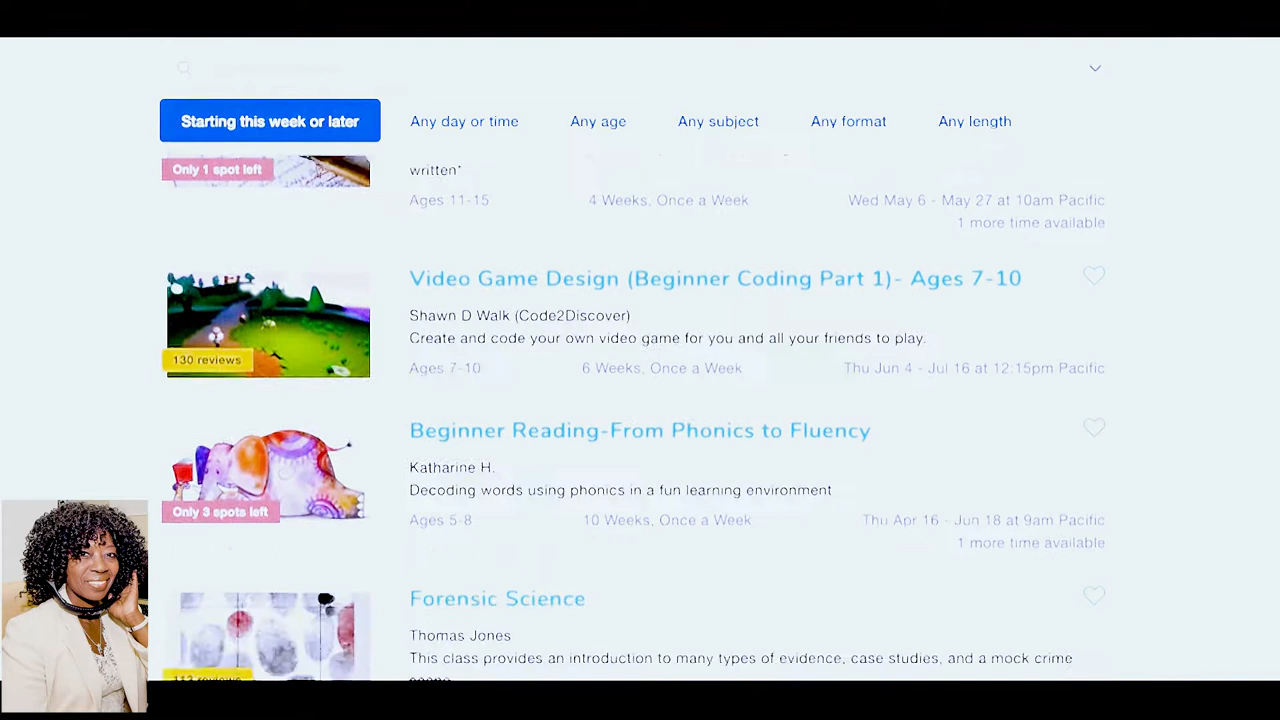 Starting this week or later
Any day or time
Any age
Any subject
Any format
Any length
Only 1 spot left
written*
Ages 11-15
4 Weeks, Once a Week
Wed May 6 - May 27 at 10am Pacific
1 more time available
Video Game Design (Beginner Coding Part 1)- Ages 7-10
Shawn D Walk (Code2Discover)
Create and code your own video game for you and all your friends to play.
130 reviews
Ages 7-10
6 Weeks, Once a Week
Thu Jun 4 - Jul 16 at 12:15pm Pacific
Beginner Reading-From Phonics to Fluency
Katharine H.
Decoding words using phonics in a fun learning environment
Only 3 spots left
Ages 5-8
10 Weeks, Once a Week
Thu Apr 16 - Jun 18 at 9am Pacific
1 more time available
Forensic Science
Thomas Jones
This class provides an introduction to many types of evidence, case studies, and a mock crime
reviews